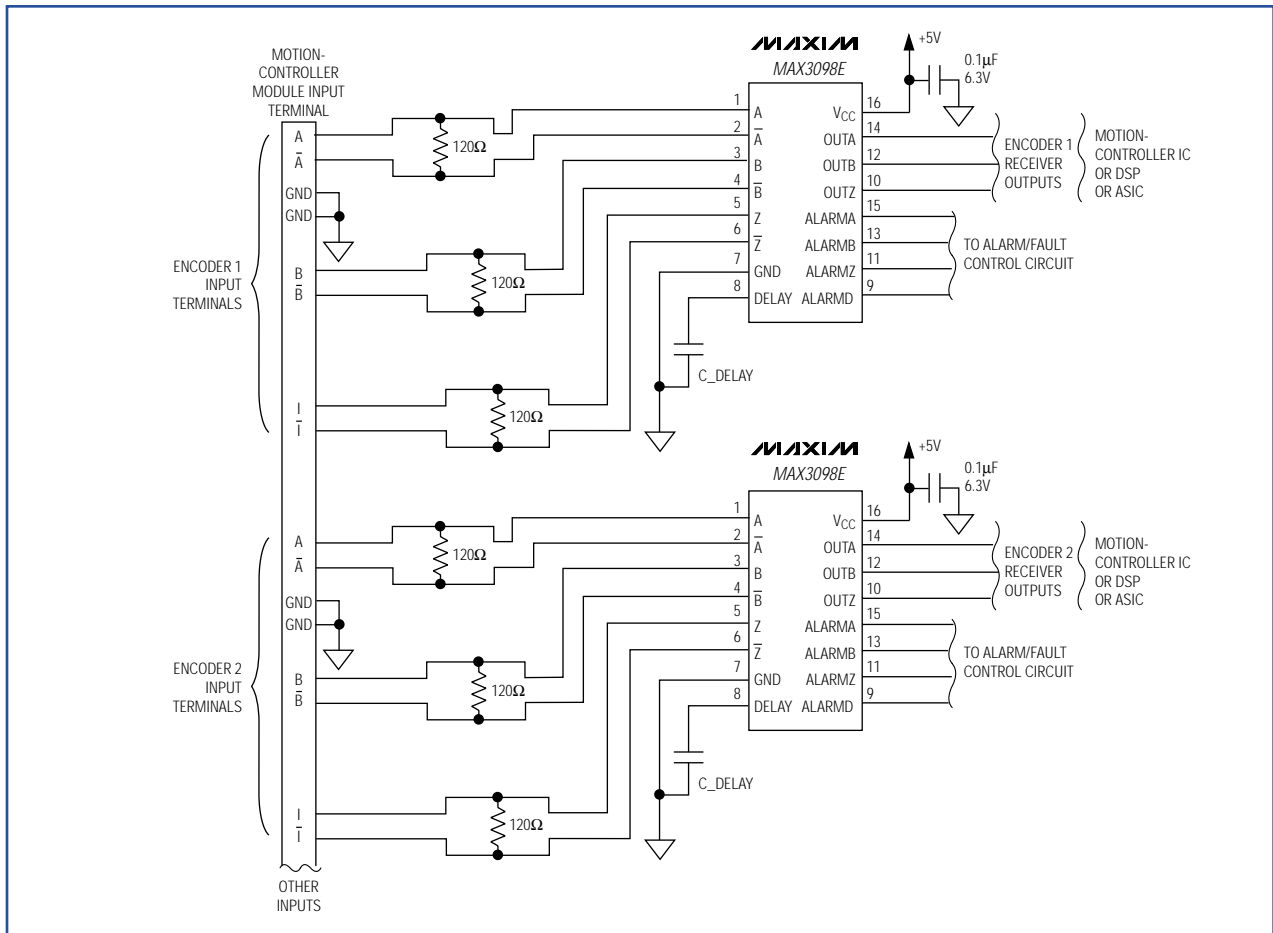 MOTION-
CONTROLLER
MODULE INPUT
TERMINAL
A
A̅
GND
GND
B
B̅
I
I̅
ENCODER 1
INPUT
TERMINALS
120Ω
120Ω
120Ω
MAXIM
MAX3098E
1
2
3
4
5
6
7
8
A
A̅
B
B̅
Z
Z̅
GND
DELAY
VCC
OUTA
OUTB
OUTZ
ALARMA
ALARMB
ALARMZ
ALARMD
16
14
12
10
15
13
11
9
+5V
0.1μF
6.3V
ENCODER 1
RECEIVER
OUTPUTS
MOTION-
CONTROLLER IC
OR DSP
OR ASIC
TO ALARM/FAULT
CONTROL CIRCUIT
C_DELAY
A
A̅
GND
GND
B
B̅
I
I̅
ENCODER 2
INPUT
TERMINALS
OTHER
INPUTS
120Ω
120Ω
120Ω
MAXIM
MAX3098E
1
2
3
4
5
6
7
8
A
A̅
B
B̅
Z
Z̅
GND
DELAY
VCC
OUTA
OUTB
OUTZ
ALARMA
ALARMB
ALARMZ
ALARMD
16
14
12
10
15
13
11
9
+5V
0.1μF
6.3V
ENCODER 2
RECEIVER
OUTPUTS
MOTION-
CONTROLLER IC
OR DSP
OR ASIC
TO ALARM/FAULT
CONTROL CIRCUIT
C_DELAY